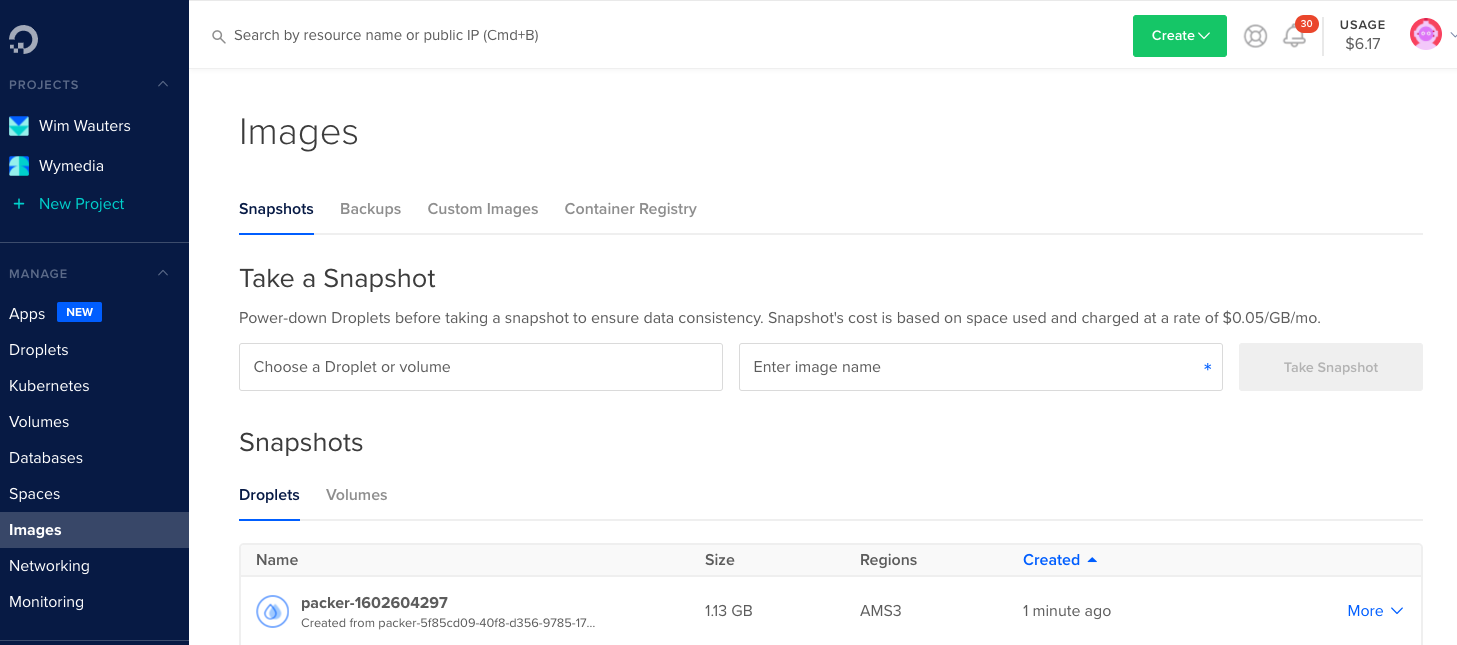 Search by resource name or public IP (Cmd+B)
Create
30
USAGE
$6.17
PROJECTS
Wim Wauters
Wymedia
+ New Project
MANAGE
Apps NEW
Droplets
Kubernetes
Volumes
Databases
Spaces
Images
Networking
Monitoring
Images
Snapshots Backups Custom Images Container Registry
Take a Snapshot
Power-down Droplets before taking a snapshot to ensure data consistency. Snapshot's cost is based on space used and charged at a rate of $0.05/GB/mo.
Choose a Droplet or volume Enter image name * Take Snapshot
Snapshots
Droplets Volumes
Name Size Regions Created
packer-1602604297 1.13 GB AMS3 1 minute ago More
Created from packer-5f85cd09-40f8-d356-9785-17...